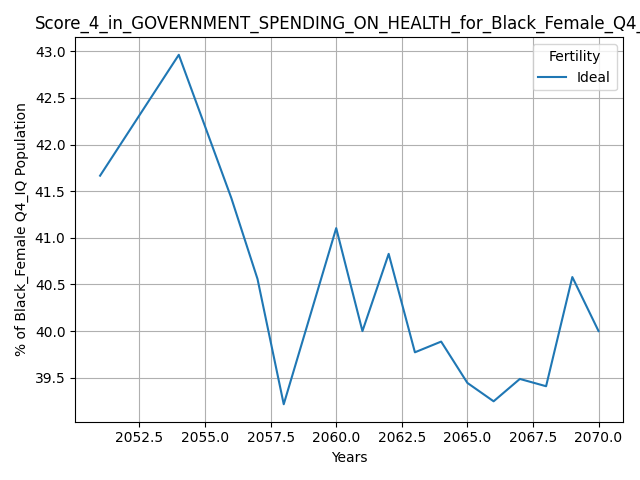 Score_4_in_GOVERNMENT_SPENDING_ON_HEALTH_for_Black_Female_Q4_
Fertility
Ideal
% of Black_Female Q4_IQ Population
43.0
42.5
42.0
41.5
41.0
40.5
40.0
39.5
2052.5 2055.0 2057.5 2060.0 2062.5 2065.0 2067.5 2070.0
Years